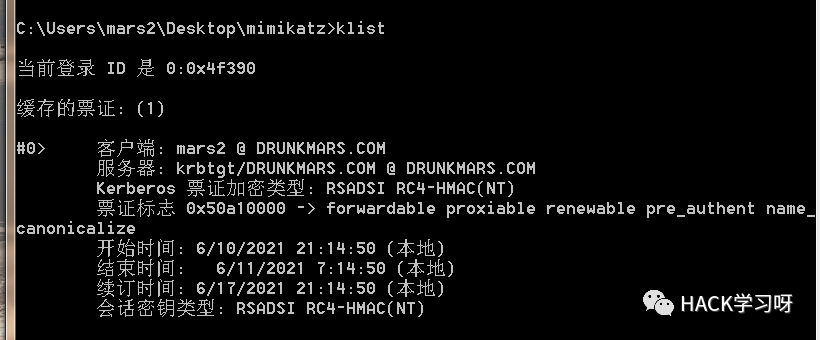 C:\Users\mars2\Desktop\mimikatz>klist
当前登录 ID 是 0:0x4f390
缓存的票证: (1)
#0> 客户端: mars2 @ DRUNKMARS.COM
服务器: krbtgt/DRUNKMARS.COM @ DRUNKMARS.COM
Kerberos 票证加密类型: RSADSI RC4-HMAC(NT)
票证标志 0x50a10000 -> forwardable proxiable renewable pre_authent name_
canonicalize
开始时间: 6/10/2021 21:14:50 (本地)
结束时间: 6/11/2021 7:14:50 (本地)
续订时间: 6/17/2021 21:14:50 (本地)
会话密钥类型: RSADSI RC4-HMAC(NT)
HACK学习呀